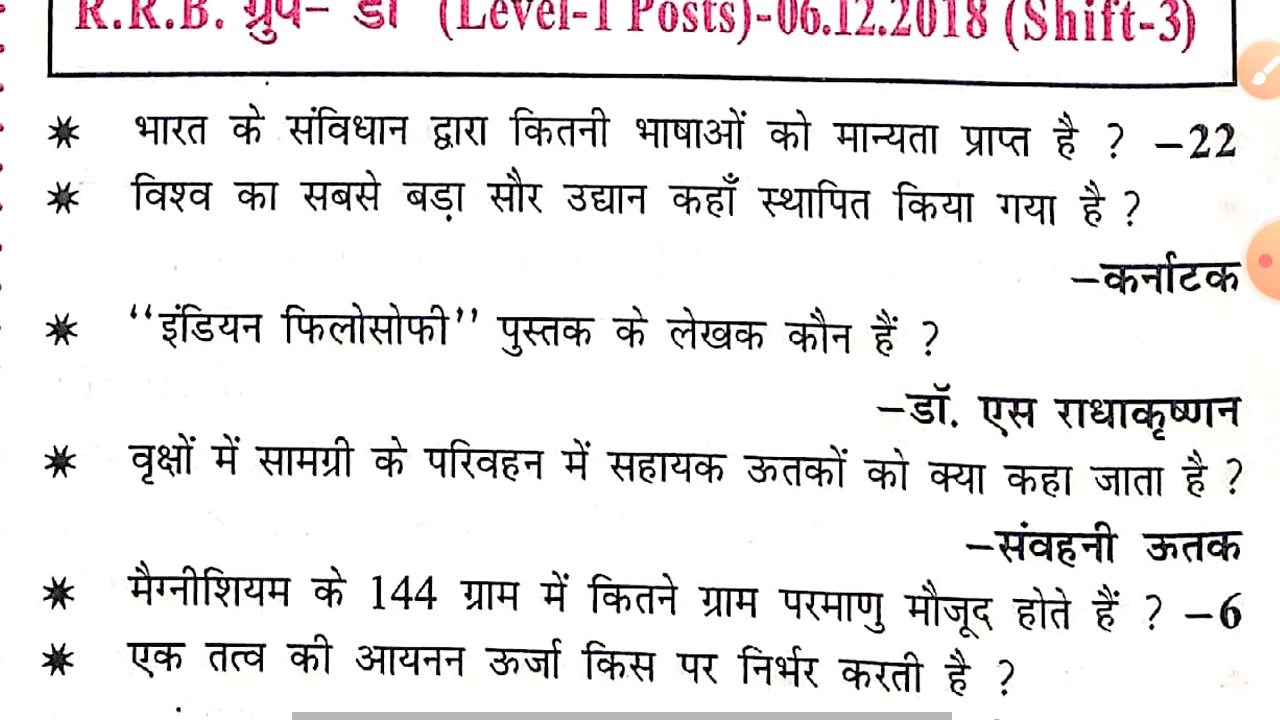 R.R.B. ग्रुप– डी (Level-1 Posts)-06.12.2018 (Shift-3)
✷ भारत के संविधान द्वारा कितनी भाषाओं को मान्यता प्राप्त है ? –22
✷ विश्व का सबसे बड़ा सौर उद्यान कहाँ स्थापित किया गया है ?
–कर्नाटक
✷ ‘‘इंडियन फिलोसोफी’’ पुस्तक के लेखक कौन हैं ?
–डॉ. एस राधाकृष्णन
✷ वृक्षों में सामग्री के परिवहन में सहायक ऊतकों को क्या कहा जाता है ?
–संवहनी ऊतक
✷ मैग्नीशियम के 144 ग्राम में कितने ग्राम परमाणु मौजूद होते हैं ? –6
✷ एक तत्व की आयनन ऊर्जा किस पर निर्भर करती है ?